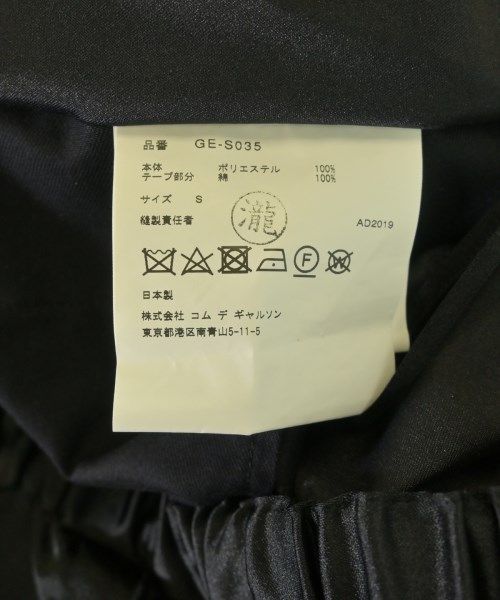 品番 GE-S035
本体 ポリエステル 100%
テープ部分 綿 100%
サイズ S
縫製責任者 瀧 AD2019
F W
日本製
株式会社 コム デ ギャルソン
東京都港区南青山5-11-5